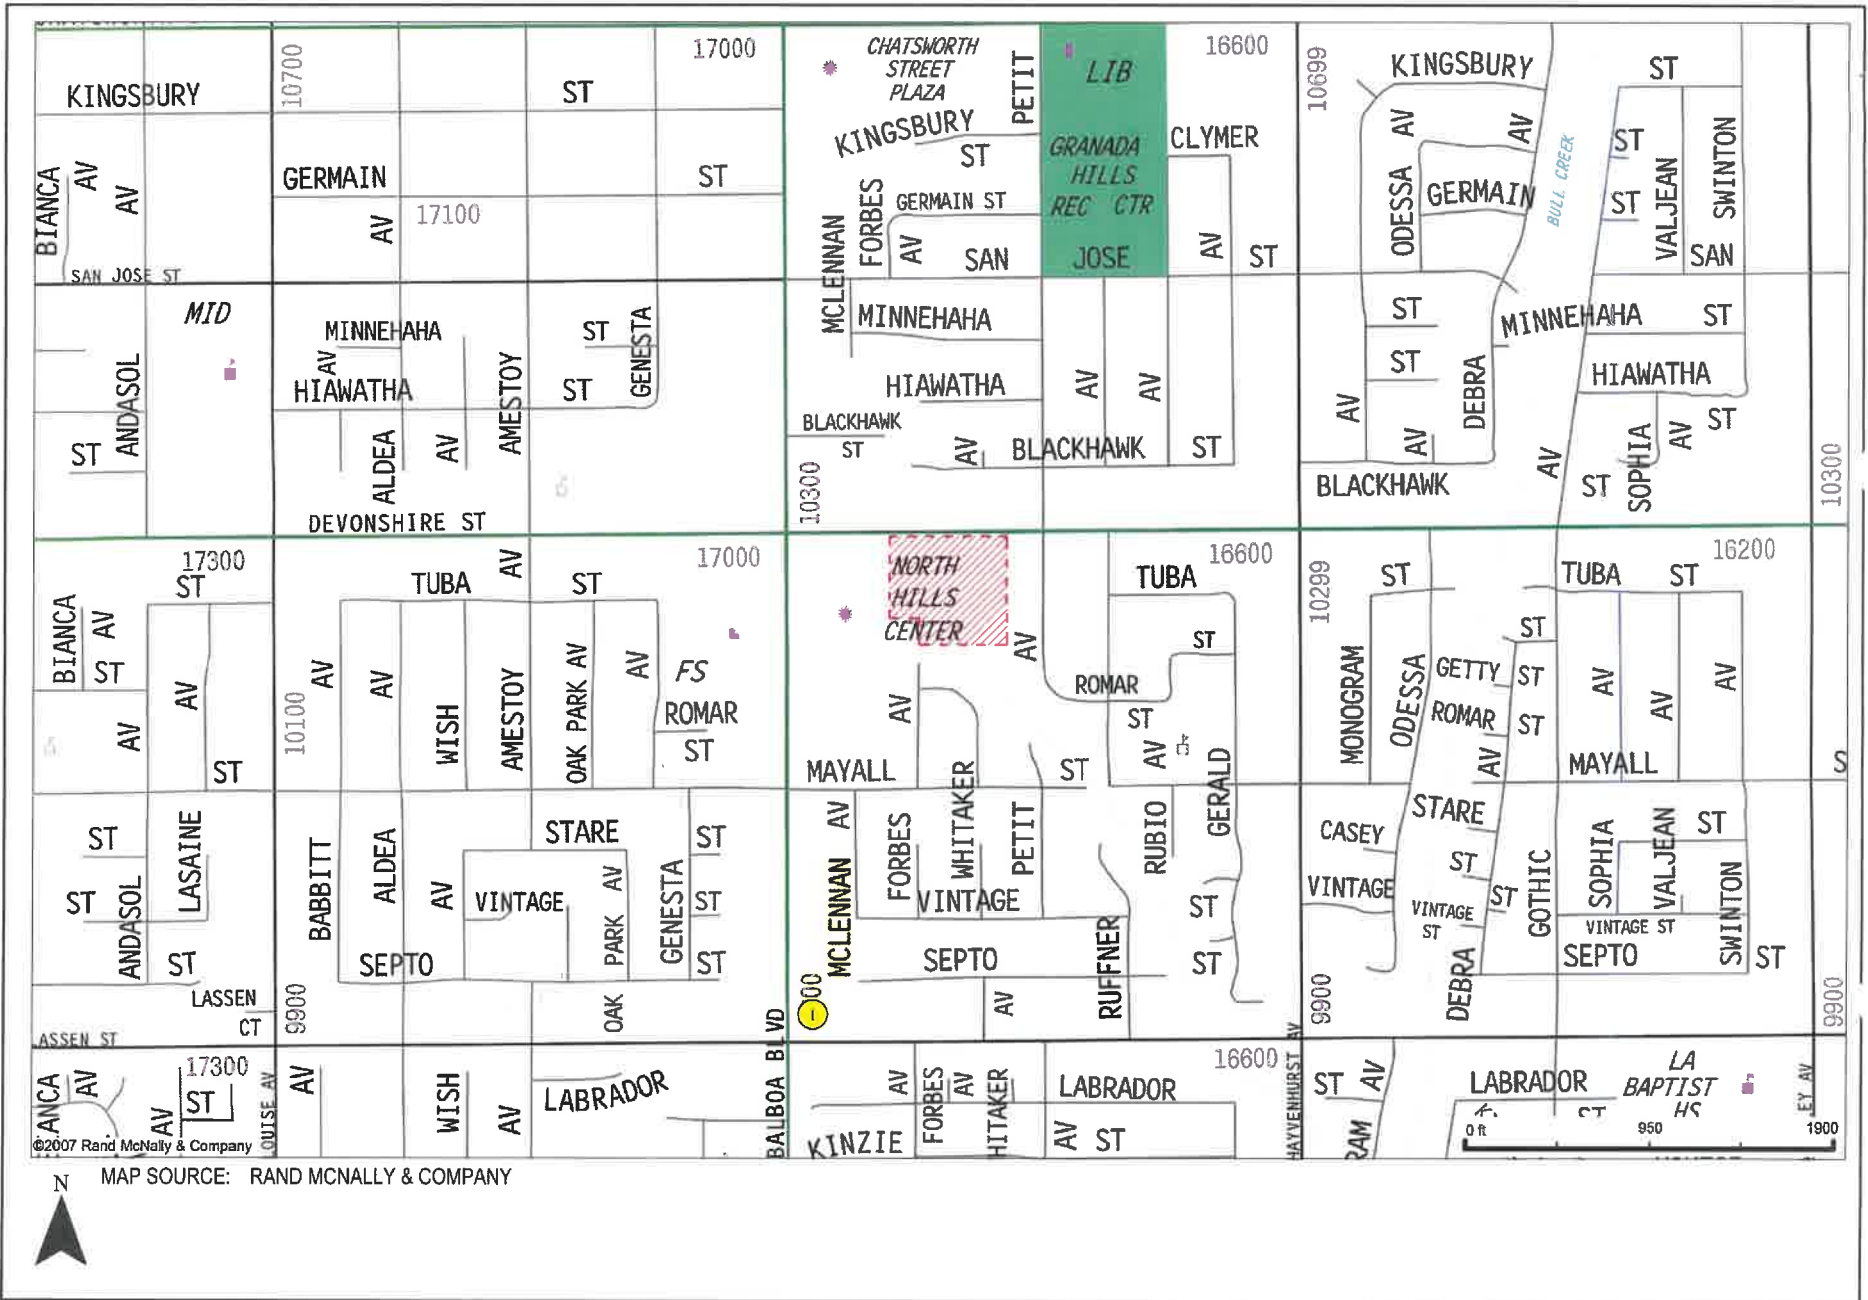 17000
16600
10700
10699
CHATSWORTH
STREET
PLAZA
PETIT
LIB
KINGSBURY
ST
KINGSBURY
ST
KINGSBURY
ST
BIANCA
AV
AV
GERMAIN
ST
17100
AV
MCLENNAN
FORBES
AV
GERMAIN ST
GRANADA
HILLS
REC CTR
CLYMER
AV
SAN
JOSE
ST
ODESSA
AV
AV
GERMAIN
BULL CREEK
ST
ST
VALJEAN
SWINTON
SAN
SAN JOSE ST
MID
MINNEHAHA
ST
GENESTA
AV
HIAWATHA
ST
AMESTOY
ANDASOL
ST
ALDEA
AV
DEVONSHIRE ST
MINNEHAHA
HIAWATHA
AV
AV
BLACKHAWK
ST
AV
BLACKHAWK
ST
10300
ST
ST
AV
AV
DEBRA
BLACKHAWK
MINNEHAHA
ST
HIAWATHA
ST
AV
SOPHIA
AV
ST
10300
17300
ST
BIANCA
AV
ST
AV
AV
ST
TUBA
AV
ST
17000
AV
AV
WISH
AMESTOY
OAK PARK AV
AV
FS
ROMAR
ST
10100
NORTH
HILLS
CENTER
AV
AV
TUBA
16600
ST
ROMAR
ST
AV
MAYALL
ST
GERALD
10299
ST
MONOGRAM
ODESSA
ST
GETTY
ST
ROMAR
ST
AV
TUBA
ST
16200
AV
AV
AV
MAYALL
S
ST
ST
LASAINE
ANDASOL
ST
BABBITT
ALDEA
AV
STARE
VINTAGE
PARK AV
GENESTA
ST
ST
ST
SEPTO
OAK
LASSEN
CT
9900
AV
MCLENNAN
FORBES
WHITAKER
PETIT
VINTAGE
SEPTO
AV
RUFFNER
RUBIO
ST
ST
00
1
CASEY
STARE
VINTAGE
ST
ST
VINTAGE
ST
DEBRA
GOTHIC
SOPHIA
VALJEAN
ST
VINTAGE ST
SEPTO
SWINTON
ST
9900
9900
ASSEN ST
17300
ANCA
AV
AV
ST
OUISE AV
AV
WISH
AV
LABRADOR
BALBOA BLVD
AV
FORBES
AV
HITAKER
LABRADOR
16600
KINZIE
AV
ST
HAYVENHURST AV
ST
AV
RAM
LABRADOR
LA
BAPTIST
HS
EY AV
0 ft
950
1900
©2007 Rand McNally & Company
MAP SOURCE: RAND MCNALLY & COMPANY
N